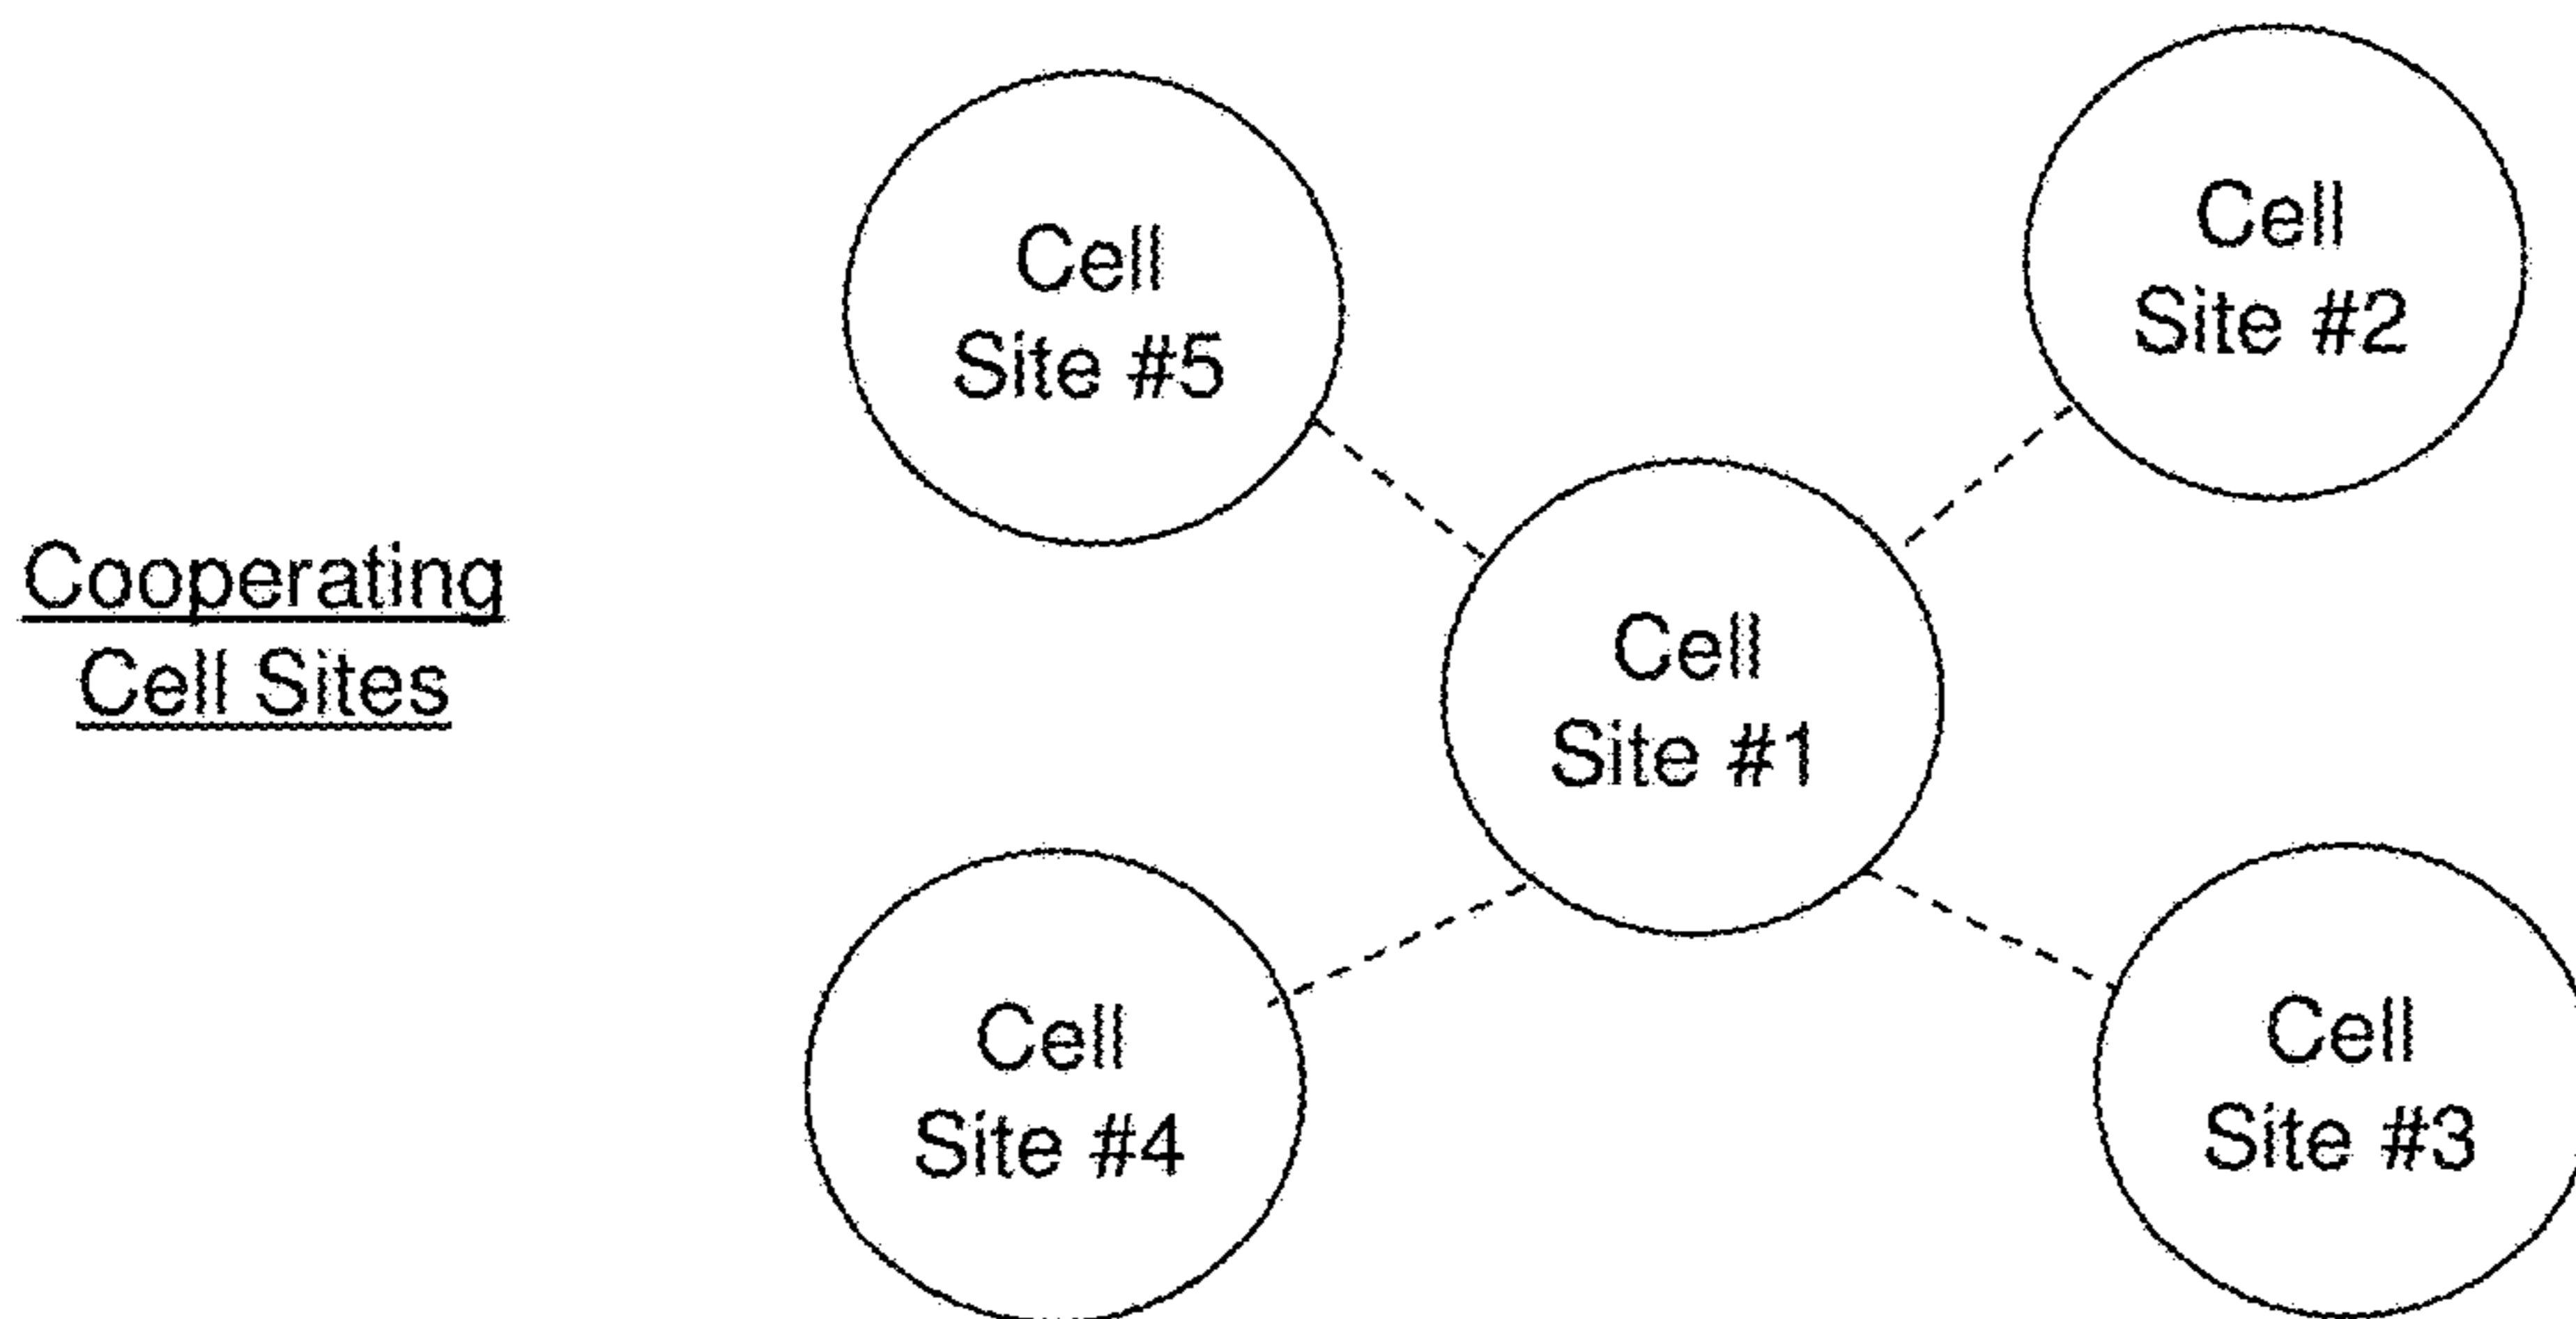 Cooperating
Cell Sites
Cell
Site #5
Cell
Site #2
Cell
Site #1
Cell
Site #4
Cell
Site #3